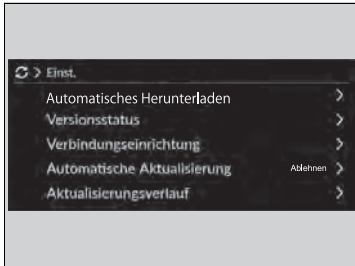 > Einst.
Automatisches Herunterladen >
Versionsstatus >
Verbindungseinrichtung >
Automatische Aktualisierung Ablehnen >
Aktualisierungsverlauf >